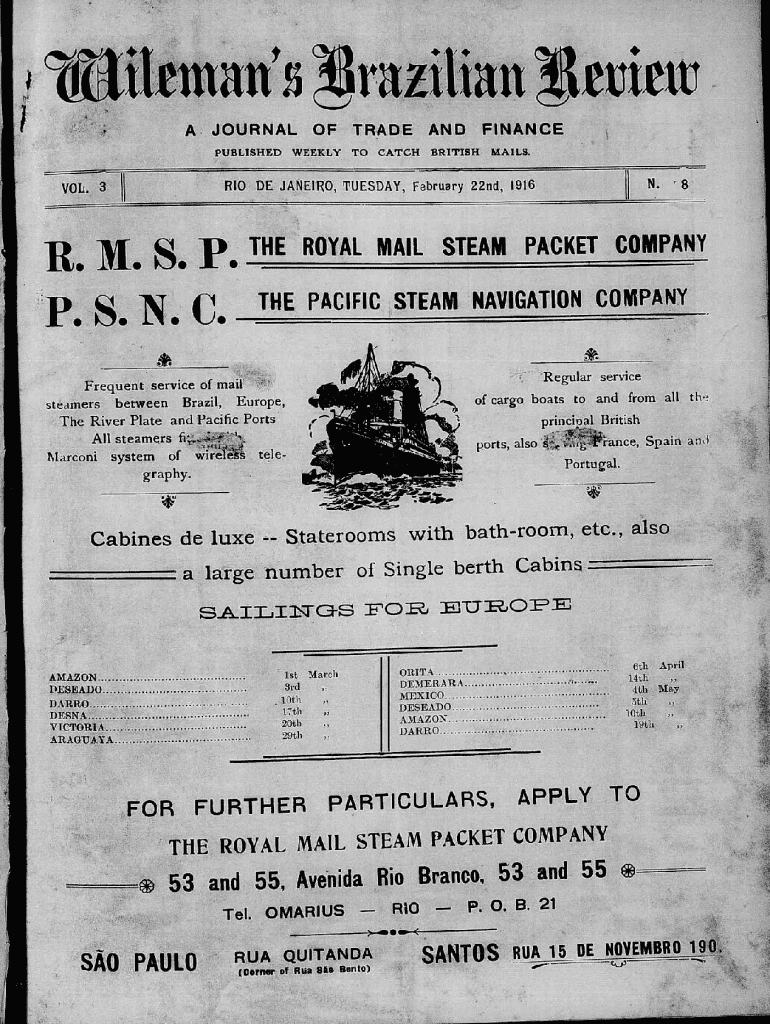 Wileman's Brazilian Review
A JOURNAL OF TRADE AND FINANCE
PUBLISHED WEEKLY TO CATCH BRITISH MAILS.
VOL. 3 RIO DE JANEIRO, TUESDAY, February 22nd, 1916 N. 8
R. M. S. P. THE ROYAL MAIL STEAM PACKET COMPANY
P. S. N. C. THE PACIFIC STEAM NAVIGATION COMPANY
Frequent service of mail
steamers between Brazil, Europe,
The River Plate and Pacific Ports
All steamers
Marconi system of wireless tele-
graphy.
Regular service
of cargo boats to and from all the
principal British
ports, also France, Spain and
Portugal.
Cabines de luxe -- Staterooms with bath-room, etc., also
a large number of Single berth Cabins
SAILINGS FOR EUROPE
AMAZON 1st March
DESEADO 3rd „
DARRO 10th „
DESNA 17th „
VICTORIA 20th „
ARAGUAYA 29th „
ORITA 6th April
DEMERARA 14th „
MEXICO 4th May
DESEADO 5th „
AMAZON 16th „
DARRO 19th „
FOR FURTHER PARTICULARS, APPLY TO
THE ROYAL MAIL STEAM PACKET COMPANY
53 and 55, Avenida Rio Branco, 53 and 55
Tel. OMARIUS — RIO — P. O. B. 21
SÃO PAULO RUA QUITANDA SANTOS RUA 15 DE NOVEMBRO 190.
(Corner of Rua São Bento)